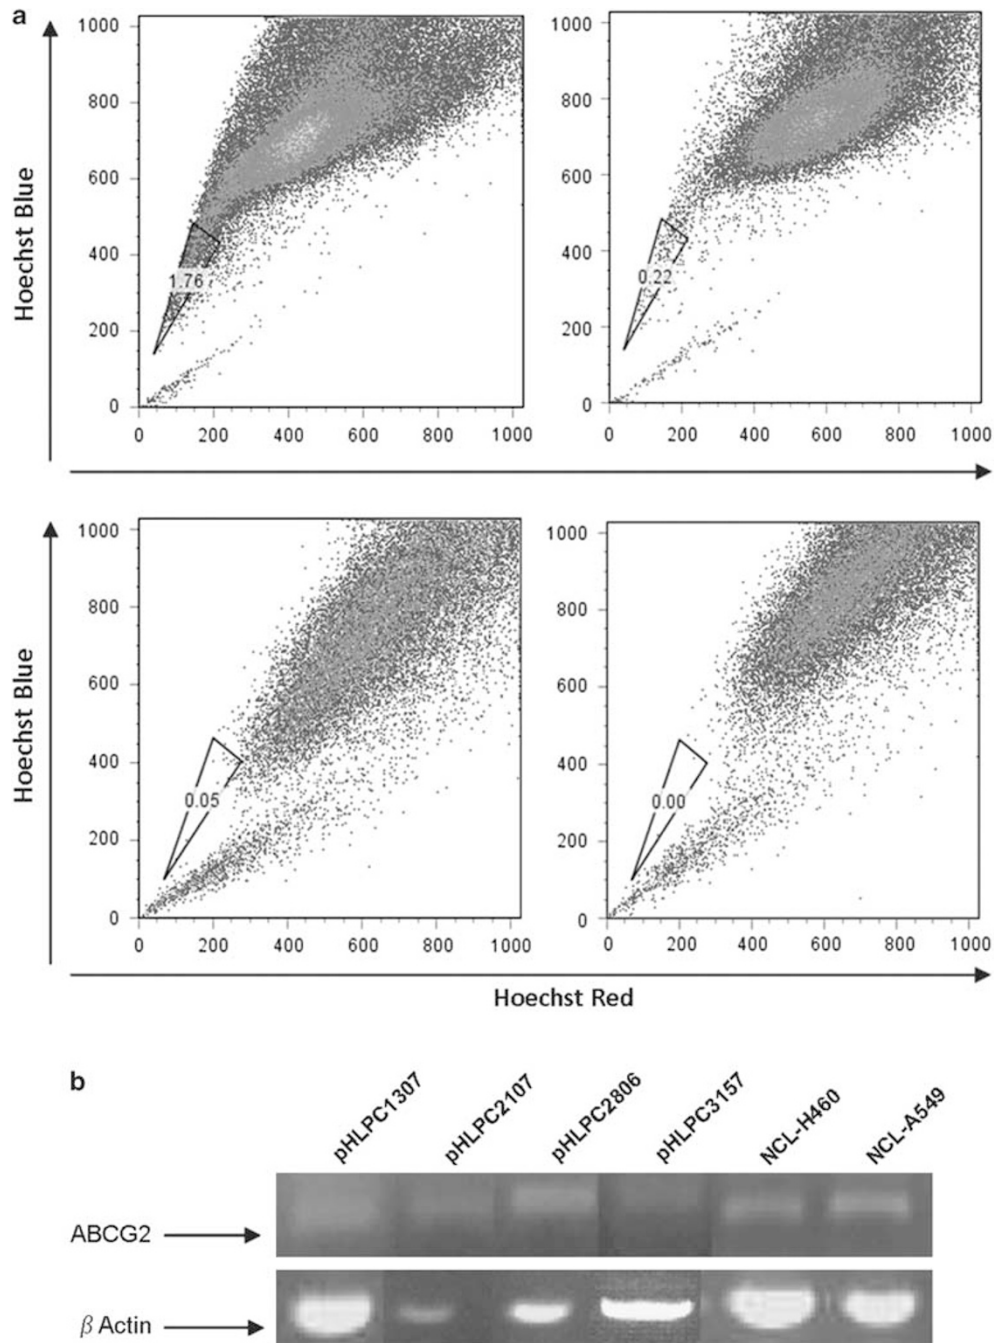 a
1000
800
600
400
200
0
0 200 400 600 800 1000
Hoechst Blue
1.76
1000
800
600
400
200
0
0 200 400 600 800 1000
0.22
1000
800
600
400
200
0
0 200 400 600 800 1000
Hoechst Blue
0.05
1000
800
600
400
200
0
0 200 400 600 800 1000
0.00
Hoechst Red
b
pHLPC1307
pHLPC2107
pHLPC2806
pHLPC3157
NCL-H460
NCL-A549
ABCG2
β Actin